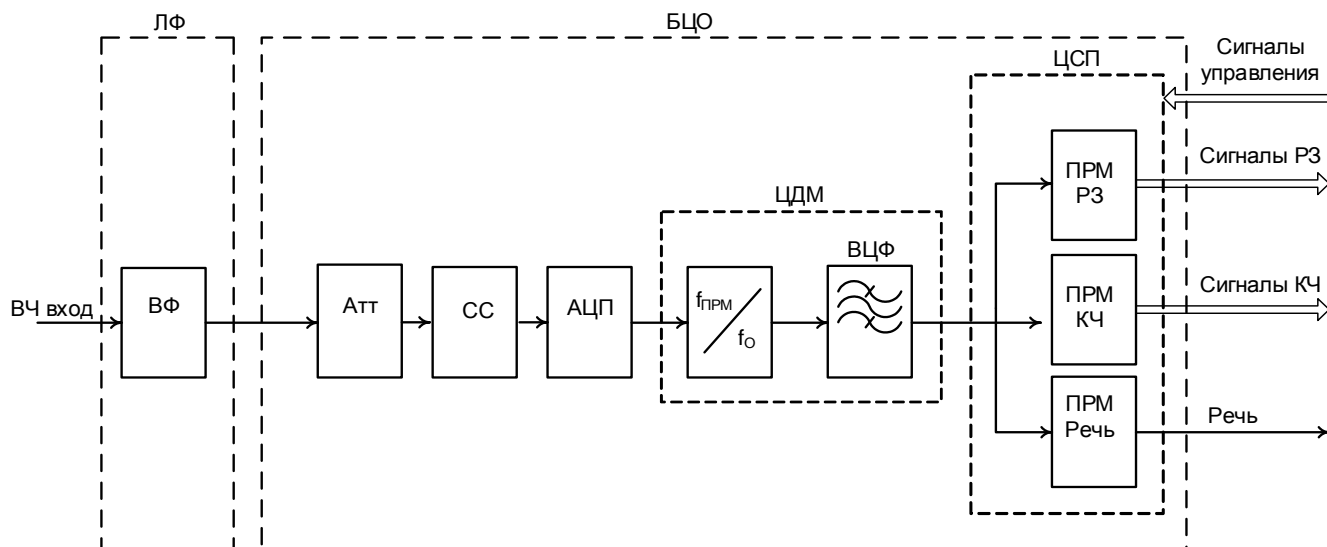 ЛФ
БЦО
ЦСП
Сигналы
управления
ПРМ
РЗ
Сигналы РЗ
ЦДМ
ВЦФ
ВЧ вход
ВФ
Атт
СС
АЦП
fПРМ
fО
ПРМ
КЧ
Сигналы КЧ
ПРМ
Речь
Речь